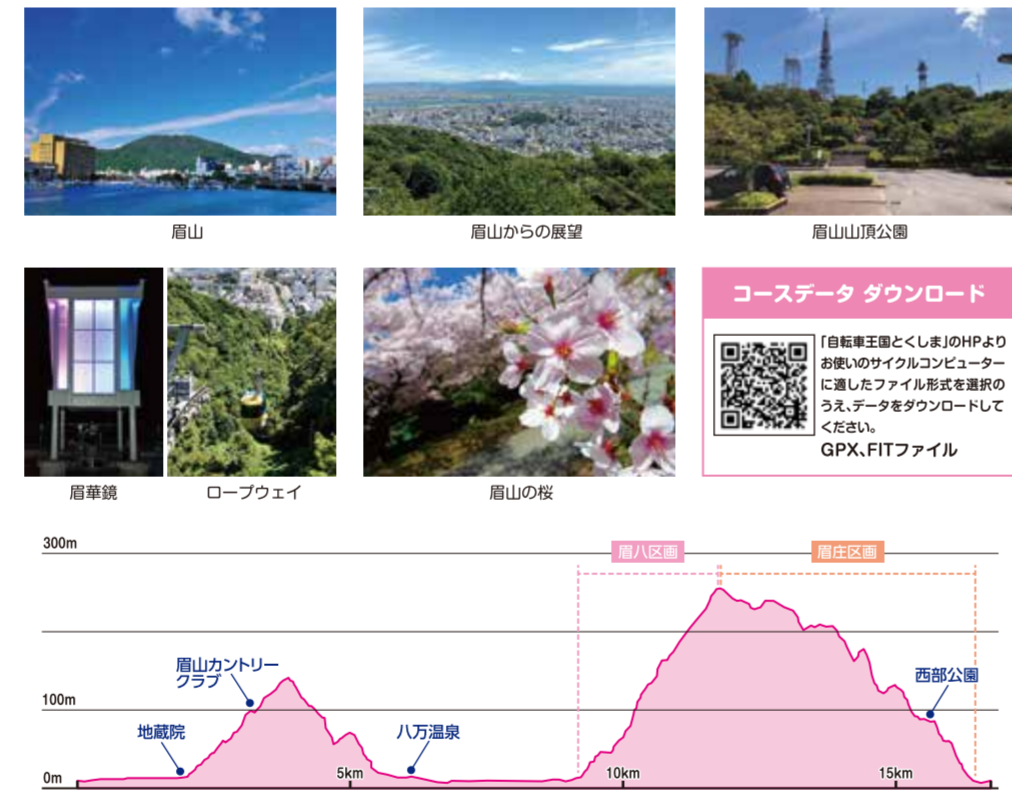 眉山
眉山からの展望
眉山山頂公園
眉華鏡
ロープウェイ
眉山の桜
コースデータ ダウンロード
「自転車王国とくしま」のHPより
お使いのサイクルコンピューター
に適したファイル形式を選択の
うえ、データをダウンロードして
ください。
GPX、FITファイル
300m
眉八区画
眉庄区画
眉山カントリー
クラブ
西部公園
100m
地蔵院
八万温泉
0m
5km
10km
15km